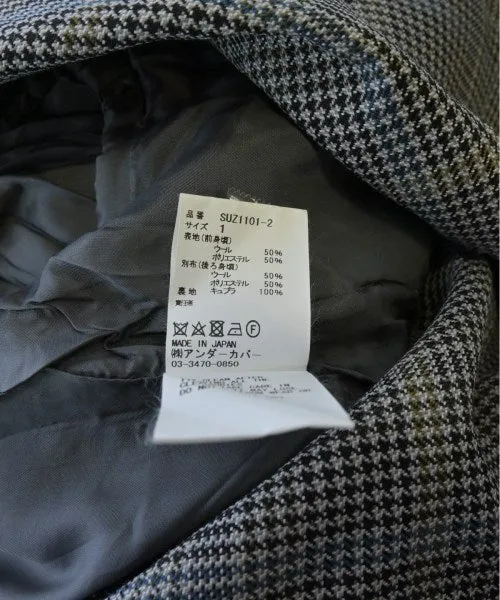 品番 SUZ1101-2
サイズ 1
表地(前身頃)
ウール 50%
ポリエステル 50%
別布(後ろ身頃)
ウール 50%
ポリエステル 50%
裏地 キュプラ 100%
MADE IN JAPAN
㈱アンダーカバー
03-3470-0850